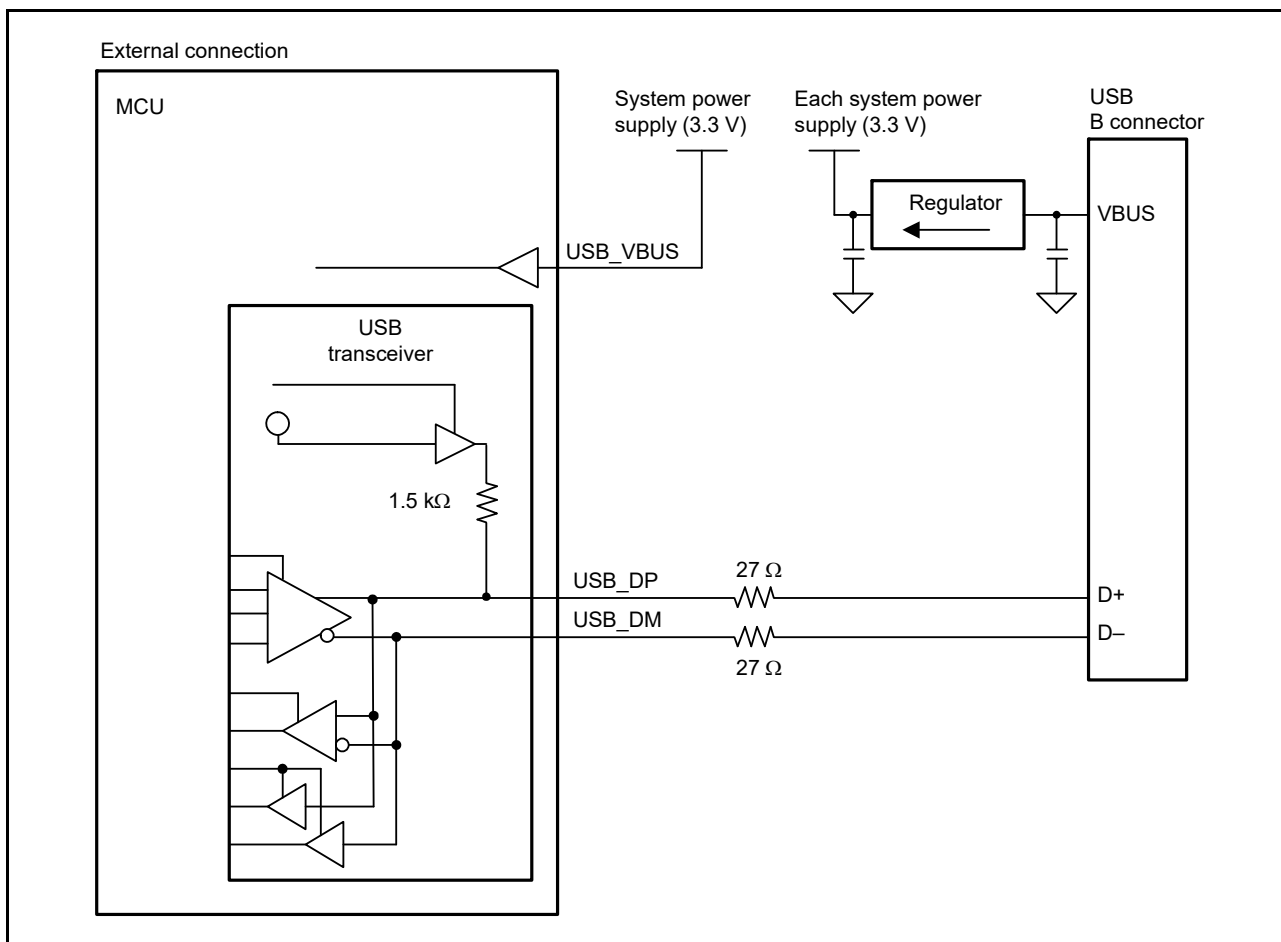 External connection
MCU
System power
supply (3.3 V)
Each system power
supply (3.3 V)
USB
B connector
Regulator
VBUS
USB_VBUS
USB
transceiver
1.5 kΩ
USB_DP
27 Ω
D+
USB_DM
27 Ω
D–